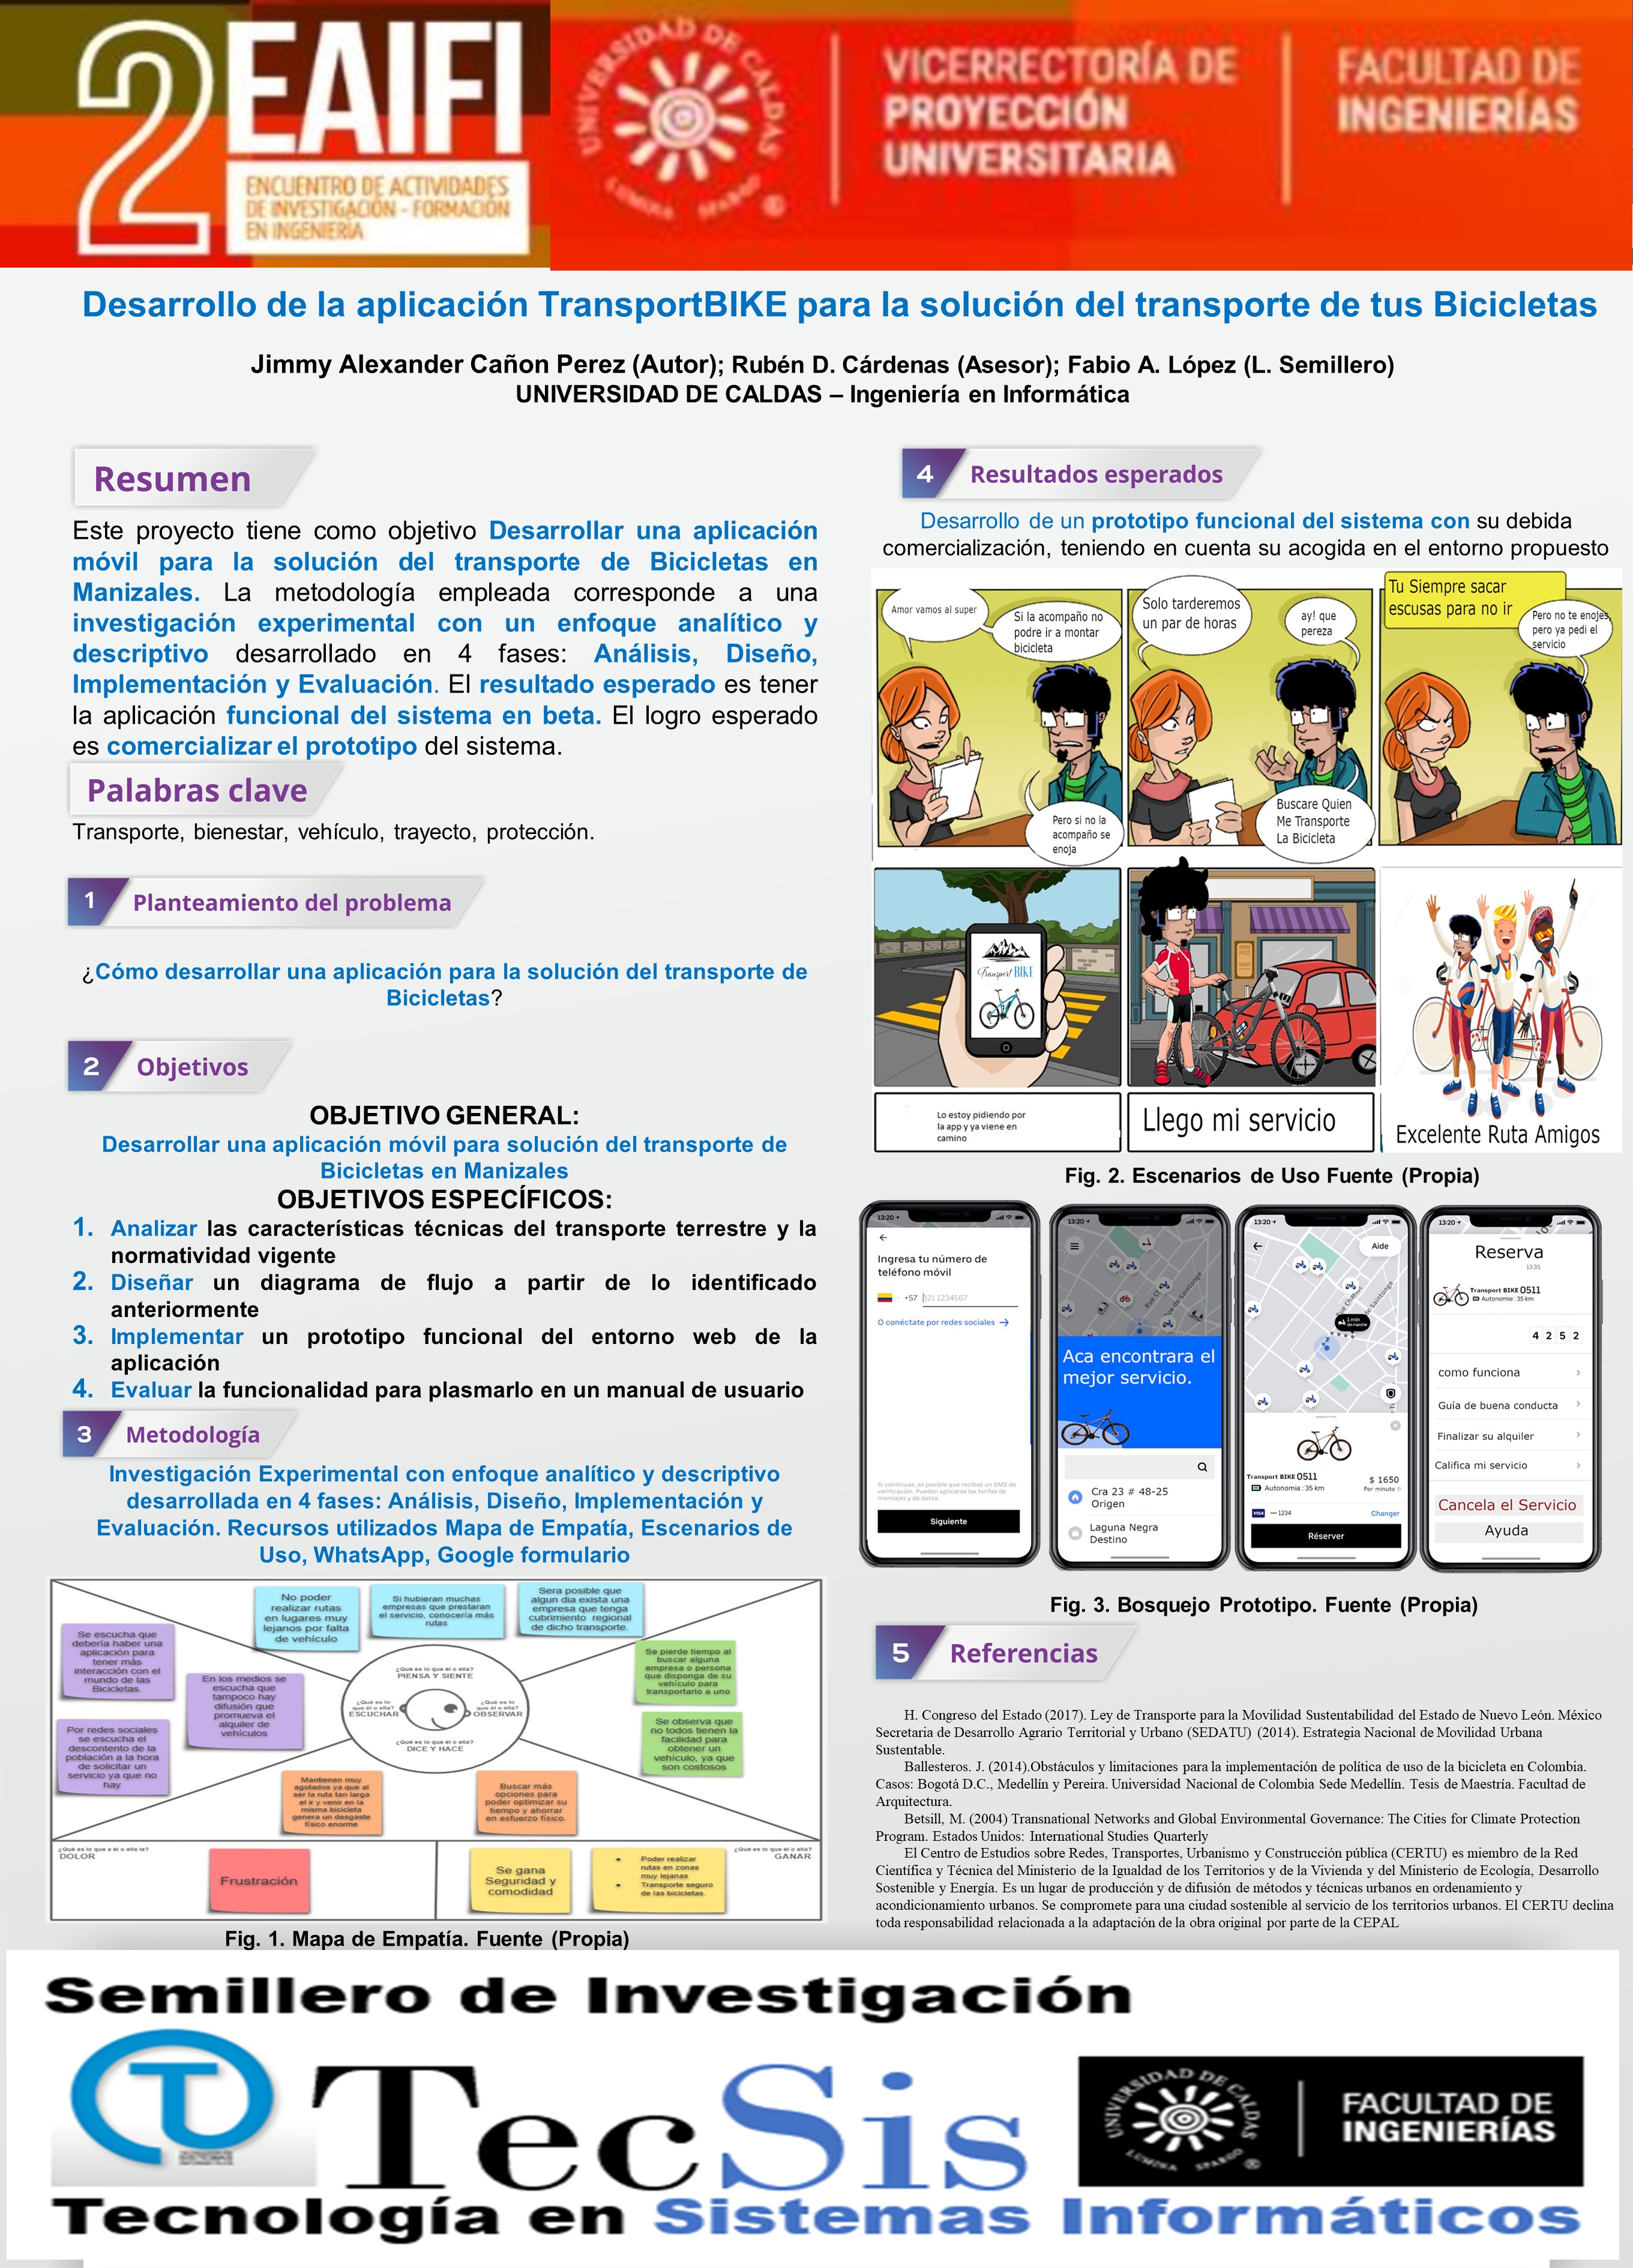 2 EAIFI
ENCUENTRO DE ACTIVIDADES
DE INVESTIGACIÓN - FORMACIÓN
EN INGENIERÍA
UNIVERSIDAD DE CALDAS
LUMINA SPARGO
VICERRECTORÍA DE
PROYECCIÓN
UNIVERSITARIA
FACULTAD DE
INGENIERÍAS
Desarrollo de la aplicación TransportBIKE para la solución del transporte de tus Bicicletas
Jimmy Alexander Cañon Perez (Autor); Rubén D. Cárdenas (Asesor); Fabio A. López (L. Semillero)
UNIVERSIDAD DE CALDAS – Ingeniería en Informática
Resumen
Este proyecto tiene como objetivo Desarrollar una aplicación
móvil para la solución del transporte de Bicicletas en
Manizales. La metodología empleada corresponde a una
investigación experimental con un enfoque analítico y
descriptivo desarrollado en 4 fases: Análisis, Diseño,
Implementación y Evaluación. El resultado esperado es tener
la aplicación funcional del sistema en beta. El logro esperado
es comercializar el prototipo del sistema.
Palabras clave
Transporte, bienestar, vehículo, trayecto, protección.
1 Planteamiento del problema
¿Cómo desarrollar una aplicación para la solución del transporte de
Bicicletas?
2 Objetivos
OBJETIVO GENERAL:
Desarrollar una aplicación móvil para solución del transporte de
Bicicletas en Manizales
OBJETIVOS ESPECÍFICOS:
1. Analizar las características técnicas del transporte terrestre y la
normatividad vigente
2. Diseñar un diagrama de flujo a partir de lo identificado
anteriormente
3. Implementar un prototipo funcional del entorno web de la
aplicación
4. Evaluar la funcionalidad para plasmarlo en un manual de usuario
3 Metodología
Investigación Experimental con enfoque analítico y descriptivo
desarrollada en 4 fases: Análisis, Diseño, Implementación y
Evaluación. Recursos utilizados Mapa de Empatía, Escenarios de
Uso, WhatsApp, Google formulario
No poder
realizar rutas
en lugares muy
lejanos por falta
de vehículo
Si hubieran muchas
empresas que prestaran
el servicio, conocería más
rutas
Sera posible que
algun día exista una
empresa que tenga
cubrimiento regional
de dicho transporte.
Se escucha que
debería haber una
aplicación para
tener más
interacción con el
mundo de las
Bicicletas.
En los medios se
escucha que
tampoco hay
difusión que
promueva el
alquiler de
vehículos
Por redes sociales
se escucha el
descontento de la
población a la hora
de solicitar un
servicio ya que no
hay
¿Qué es lo que él o ella?
PIENSA Y SIENTE
¿Qué es lo
que él o ella?
ESCUCHAR
¿Qué es lo
que él o ella?
OBSERVAR
¿Qué es lo que él o ella?
DICE Y HACE
Se pierde tiempo al
buscar alguna
empresa o persona
que disponga de su
vehículo para
transportarlo a uno
Se observa que
no todos tienen la
facilidad para
obtener un
vehículo, ya que
son costosos
Mantienen muy
agotados ya que al
ser la ruta tan larga
el ir y venir en la
misma bicicleta
genera un desgaste
físico enorme
Buscar más
opciones para
poder optimizar su
tiempo y ahorrar
en esfuerzo físico.
¿Qué es lo que a él o ella le?
DOLOR
Frustración
Se gana
Seguridad y
comodidad
• Poder realizar
rutas en zonas
muy lejanas
• Transporte seguro
de las bicicletas.
¿Qué es lo que él o ella?
GANAR
Fig. 1. Mapa de Empatía. Fuente (Propia)
4 Resultados esperados
Desarrollo de un prototipo funcional del sistema con su debida
comercialización, teniendo en cuenta su acogida en el entorno propuesto
Amor vamos al super
Si la acompaño no
podre ir a montar
bicicleta
Pero si no la
acompaño se
enoja
Solo tarderemos
un par de horas
ay! que
pereza
Buscare Quien
Me Transporte
La Bicicleta
Tu Siempre sacar
escusas para no ir
Pero no te enojes,
pero ya pedi el
servicio
Transport BIKE
Lo estoy pidiendo por
la app y ya viene en
camino
Llego mi servicio
Excelente Ruta Amigos
Fig. 2. Escenarios de Uso Fuente (Propia)
13:20
Ingresa tu número de
teléfono móvil
+57 321 1234567
O conéctate por redes sociales →
Si continúas, es posible que recibas un SMS de
verificación. Pueden aplicarse las tarifas de
mensajes y de datos.
Siguiente
13:20
Aca encontrara el
mejor servicio.
Cra 23 # 48-25
Origen
Laguna Negra
Destino
13:20
Aide
1 min
Transport BIKE 0511
Autonomia : 35 km
$ 1650
Per minuto
VISA 1234
Changer
Réserver
13:20
Reserva
13:35
Transport BIKE 0511
Autonomie : 35 km
4 2 5 2
como funciona
Guía de buena conducta
Finalizar su alquiler
Califica mi servicio
Cancela el Servicio
Ayuda
Fig. 3. Bosquejo Prototipo. Fuente (Propia)
5 Referencias
H. Congreso del Estado (2017). Ley de Transporte para la Movilidad Sustentabilidad del Estado de Nuevo León. México
Secretaria de Desarrollo Agrario Territorial y Urbano (SEDATU) (2014). Estrategia Nacional de Movilidad Urbana
Sustentable.
Ballesteros. J. (2014).Obstáculos y limitaciones para la implementación de política de uso de la bicicleta en Colombia.
Casos: Bogotá D.C., Medellín y Pereira. Universidad Nacional de Colombia Sede Medellín. Tesis de Maestría. Facultad de
Arquitectura.
Betsill, M. (2004) Transnational Networks and Global Environmental Governance: The Cities for Climate Protection
Program. Estados Unidos: International Studies Quarterly
El Centro de Estudios sobre Redes, Transportes, Urbanismo y Construcción pública (CERTU) es miembro de la Red
Científica y Técnica del Ministerio de la Igualdad de los Territorios y de la Vivienda y del Ministerio de Ecología, Desarrollo
Sostenible y Energía. Es un lugar de producción y de difusión de métodos y técnicas urbanos en ordenamiento y
acondicionamiento urbanos. Se compromete para una ciudad sostenible al servicio de los territorios urbanos. El CERTU declina
toda responsabilidad relacionada a la adaptación de la obra original por parte de la CEPAL
Semillero de Investigación
TecSis
Tecnología en Sistemas Informáticos
UNIVERSIDAD DE CALDAS
LUMINA SPARGO
FACULTAD DE
INGENIERÍAS